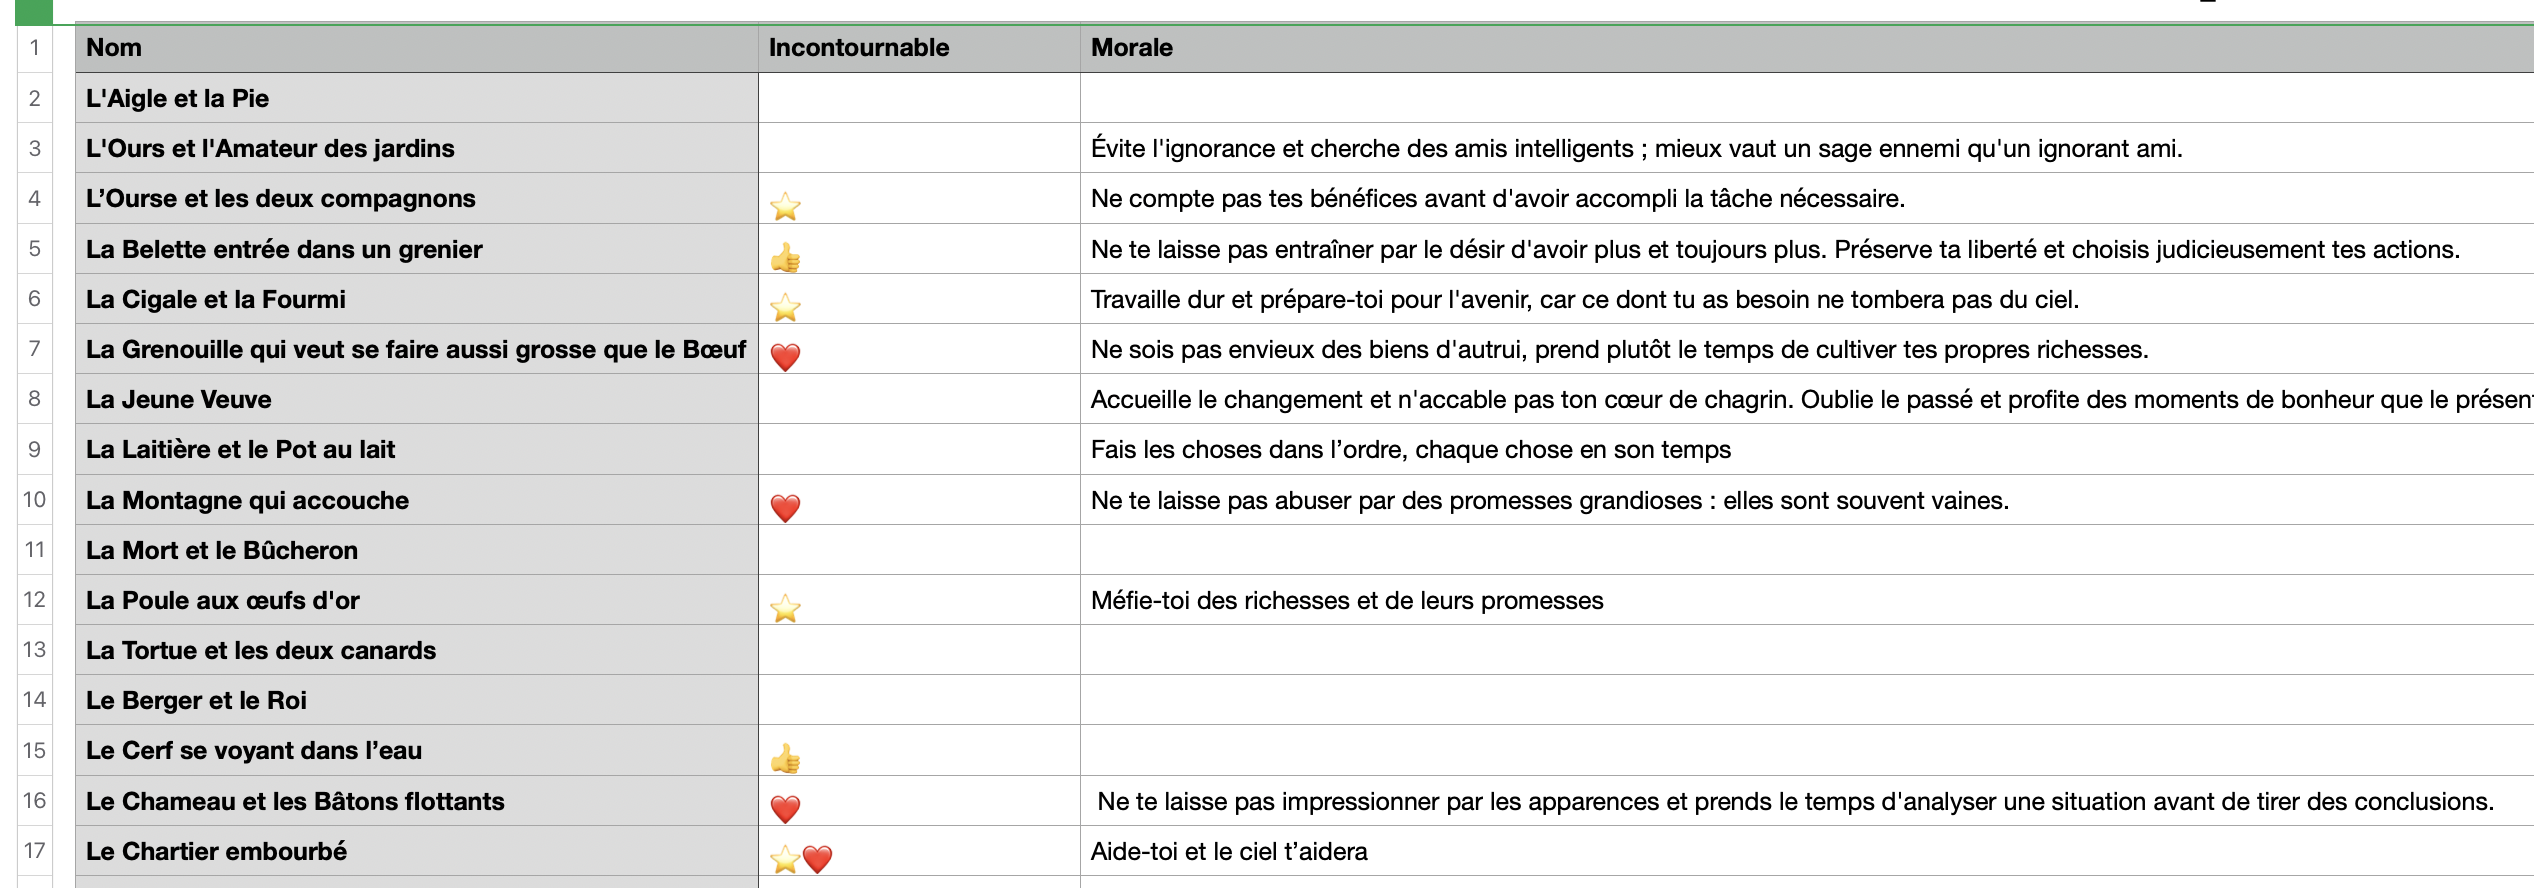 1 Nom Incontournable Morale
2 L'Aigle et la Pie
3 L'Ours et l'Amateur des jardins Évite l'ignorance et cherche des amis intelligents ; mieux vaut un sage ennemi qu'un ignorant ami.
4 L’Ourse et les deux compagnons ⭐ Ne compte pas tes bénéfices avant d'avoir accompli la tâche nécessaire.
5 La Belette entrée dans un grenier 👍 Ne te laisse pas entraîner par le désir d'avoir plus et toujours plus. Préserve ta liberté et choisis judicieusement tes actions.
6 La Cigale et la Fourmi ⭐ Travaille dur et prépare-toi pour l'avenir, car ce dont tu as besoin ne tombera pas du ciel.
7 La Grenouille qui veut se faire aussi grosse que le Bœuf ❤️ Ne sois pas envieux des biens d'autrui, prend plutôt le temps de cultiver tes propres richesses.
8 La Jeune Veuve Accueille le changement et n'accable pas ton cœur de chagrin. Oublie le passé et profite des moments de bonheur que le présent
9 La Laitière et le Pot au lait Fais les choses dans l’ordre, chaque chose en son temps
10 La Montagne qui accouche ❤️ Ne te laisse pas abuser par des promesses grandioses : elles sont souvent vaines.
11 La Mort et le Bûcheron
12 La Poule aux œufs d'or ⭐ Méfie-toi des richesses et de leurs promesses
13 La Tortue et les deux canards
14 Le Berger et le Roi
15 Le Cerf se voyant dans l’eau 👍
16 Le Chameau et les Bâtons flottants ❤️ Ne te laisse pas impressionner par les apparences et prends le temps d'analyser une situation avant de tirer des conclusions.
17 Le Chartier embourbé ⭐❤️ Aide-toi et le ciel t’aidera